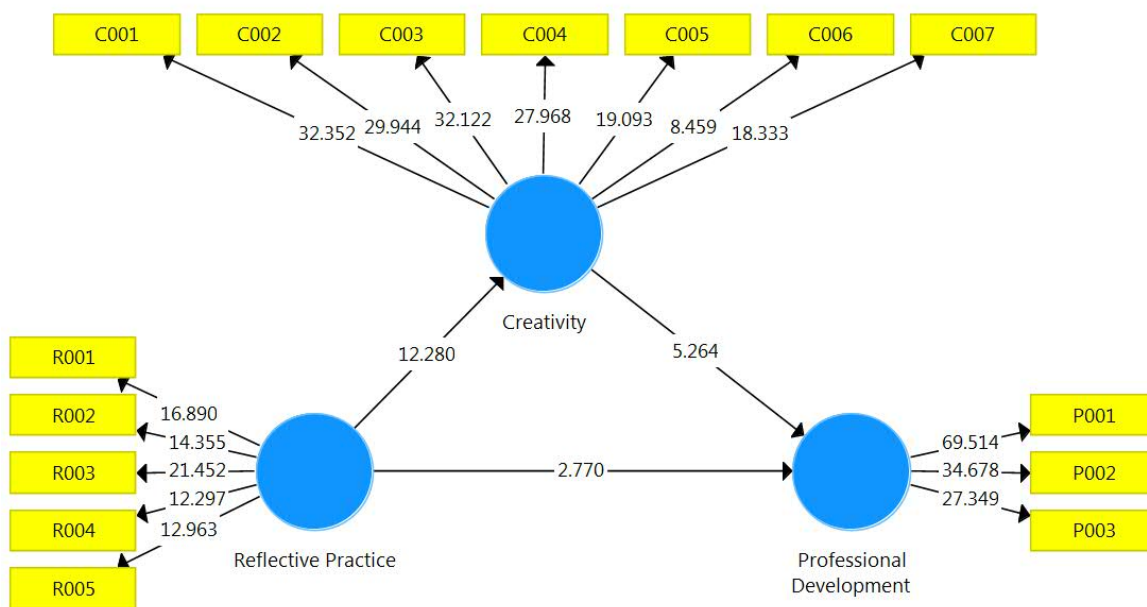 C001
C002
C003
C004
C005
C006
C007
32.352
29.944
32.122
27.968
19.093
8.459
18.333
Creativity
R001
R002
R003
R004
R005
16.890
14.355
21.452
12.297
12.963
12.280
5.264
2.770
Reflective Practice
69.514
34.678
27.349
P001
P002
P003
Professional
Development